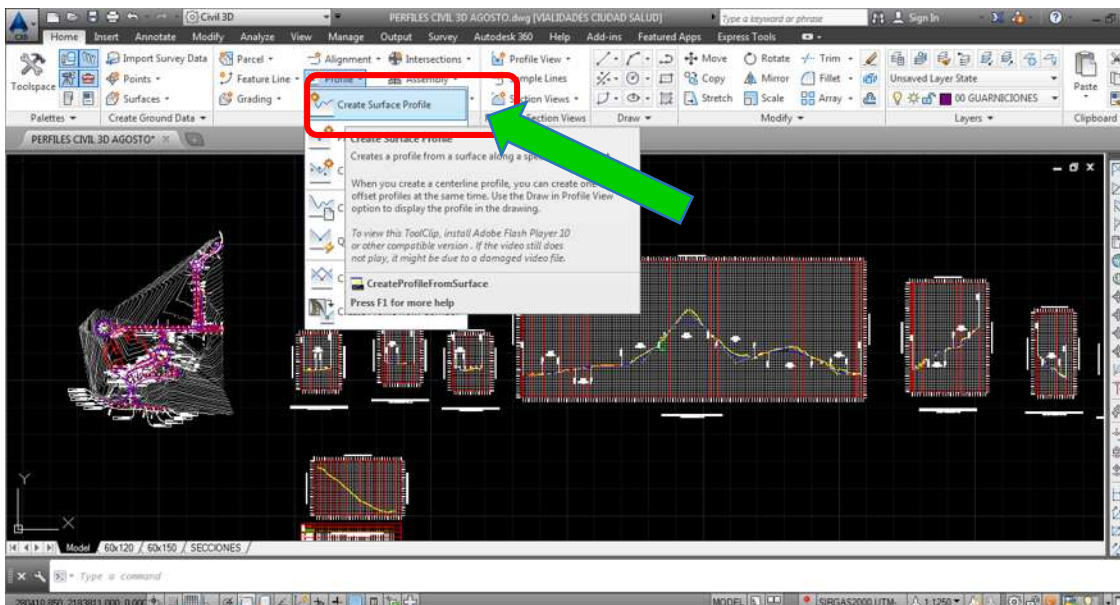 Civil 3D
PERFILES CIVIL 3D AGOSTO.dwg [VIALIDADES CIUDAD SALUD]
Type a keyword or phrase
Sign In
Home Insert Annotate Modify Analyze View Manage Output Survey Autodesk 360 Help Add-ins Featured Apps Express Tools
Toolspace
Import Survey Data
Points
Surfaces
Parcel
Feature Line
Grading
Alignment
Profile
Intersections
Assembly
Profile View
Sample Lines
Section Views
Move
Rotate
Trim
Copy
Mirror
Fillet
Stretch
Scale
Array
Unsaved Layer State
00 GUARNICIONES
Paste
Palettes
Create Ground Data
Section Views
Draw
Modify
Layers
Clipboard
PERFILES CIVIL 3D AGOSTO*
Create Surface Profile
Create Surface Profile
Creates a profile from a surface along a
When you create a centerline profile, you can create one
offset profiles at the same time. Use the Draw in Profile View
option to display the profile in the drawing.
To view this ToolClip, install Adobe Flash Player 10
or other compatible version . If the video still does
not play, it might be due to a damaged video file.
CreateProfileFromSurface
Press F1 for more help
Y
X
Model 60x120 / 60x150 / SECCIONES /
Type a command
MODEL
SIRGAS2000.UTM-
1:1250